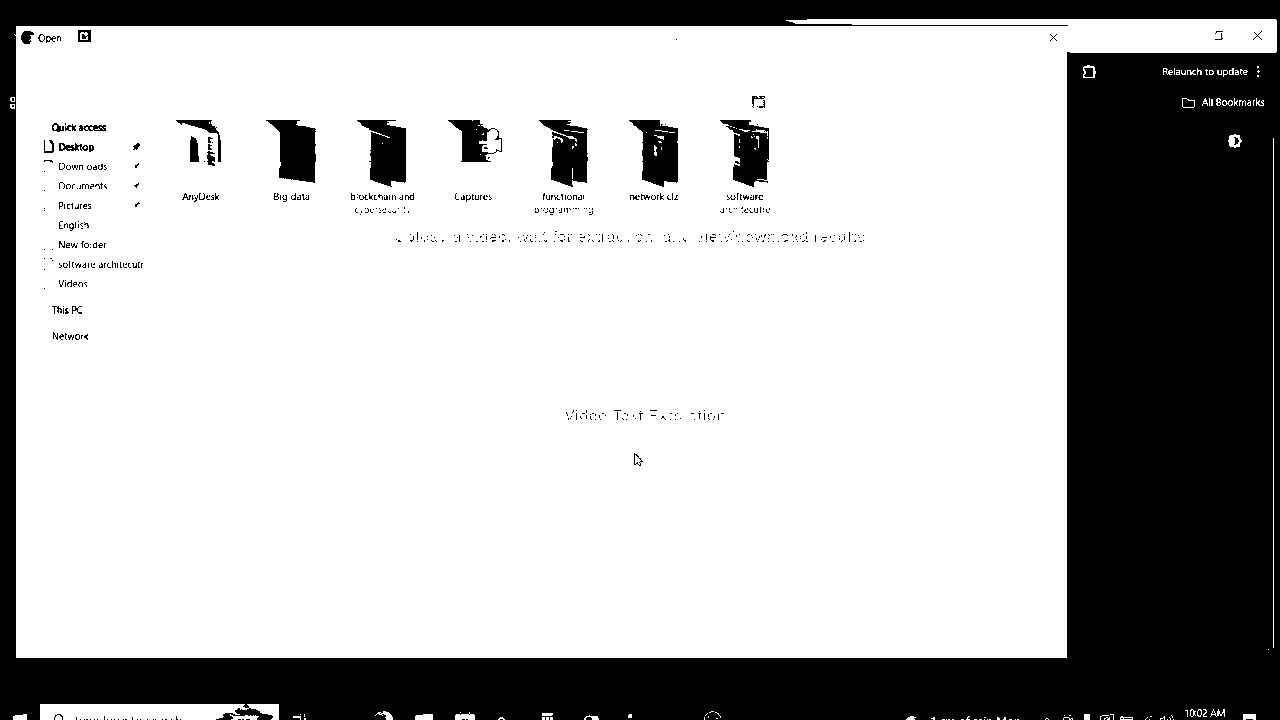 Open
Relaunch to update
All Bookmarks
Quick access
Desktop
Downloads
Documents
Pictures
English
New folder
software architecutr
Videos
This PC
Network
AnyDesk
Big data
blockchain and
cybersecurity
Captures
functional
programming
network clz
software
architecutre
Upload a video, wait for extraction, and view/download results
Video Text Extraction
10:02 AM